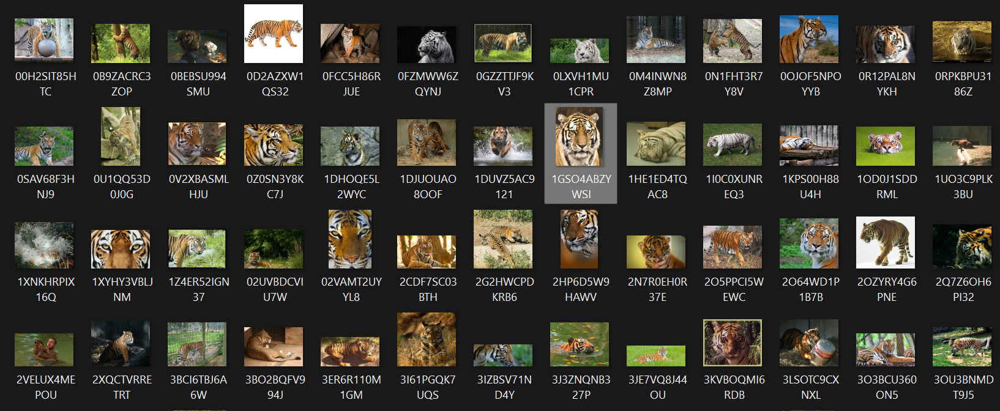 00H2SIT85H
TC
0B9ZACRC3
ZOP
0BEBSU994
SMU
0D2AZXW1
QS32
0FCC5H86R
JUE
0FZMWW6Z
QYNJ
0GZZTTJF9K
V3
0LXVH1MU
1CPR
0M4INWN8
Z8MP
0N1FHT3R7
Y8V
0OJOF5NPO
YYB
0R12PAL8N
YKH
0RPKBPU31
86Z
0SAV68F3H
NJ9
0U1QQ53D
0J0G
0V2XBASML
HJU
0Z0SN3Y8K
C7J
1DHOQE5L
2WYC
1DJUOUAO
8OOF
1DUVZ5AC9
121
1GSO4ABZY
WSI
1HE1ED4TQ
AC8
1I0C0XUNR
EQ3
1KPS00H88
U4H
1OD0J1SDD
RML
1UO3C9PLK
3BU
1XNKHRPIX
16Q
1XYHY3VBLJ
NM
1Z4ER52IGN
37
02UVBDCVI
U7W
02VAMT2UY
YL8
2CDF7SC03
BTH
2G2HWCPD
KRB6
2HP6D5W9
HAWV
2N7R0EH0R
37E
2O5PPCI5W
EWC
2O64WD1P
1B7B
2OZYRY4G6
PNE
2Q7Z6OH6
PI32
2VELUX4ME
POU
2XQCTVRRE
TRT
3BCI6TBJ6A
6W
3BO2BQFV9
94J
3ER6R110M
1GM
3I61PGQK7
UQS
3IZBSV71N
D4Y
3J3ZNQNB3
27P
3JE7VQ8J44
OU
3KVBOQMI6
RDB
3LSOTC9CX
NXL
3O3BCU360
ON5
3OU3BNMD
T9J5